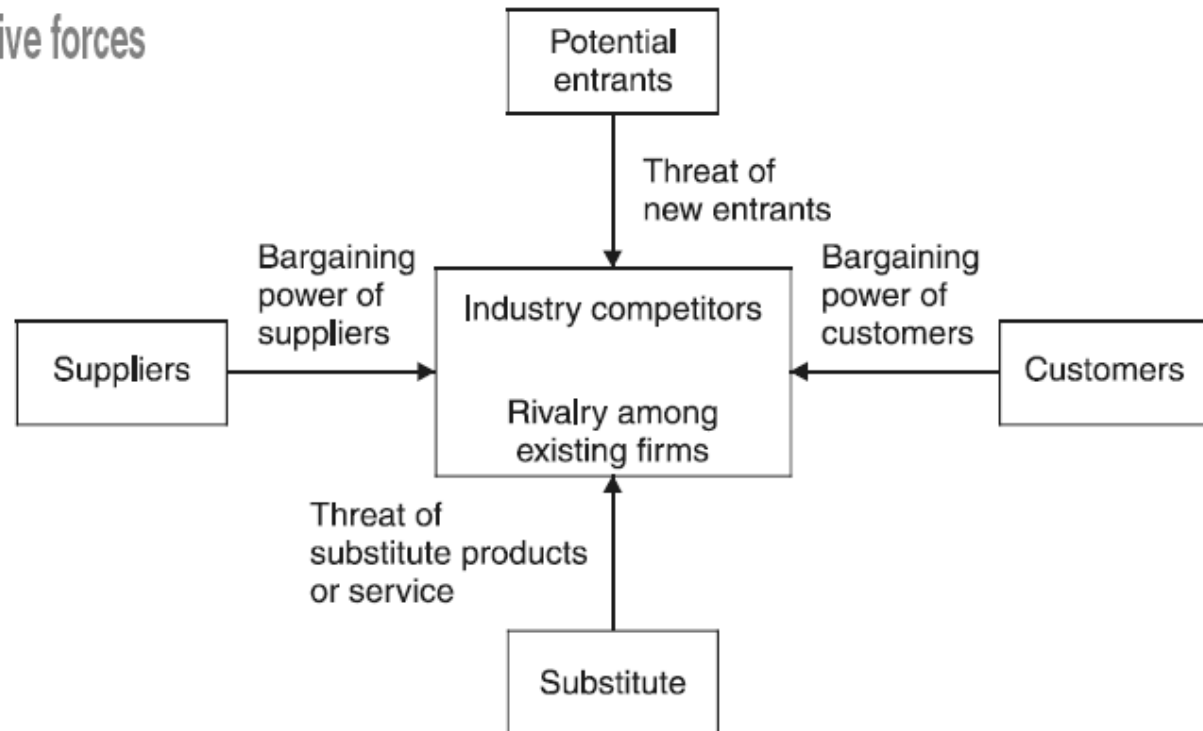 ive forces
Potential
entrants
Threat of
new entrants
Bargaining
power of
suppliers
Bargaining
power of
customers
Industry competitors
Suppliers
Customers
Rivalry among
existing firms
Threat of
substitute products
or service
Substitute